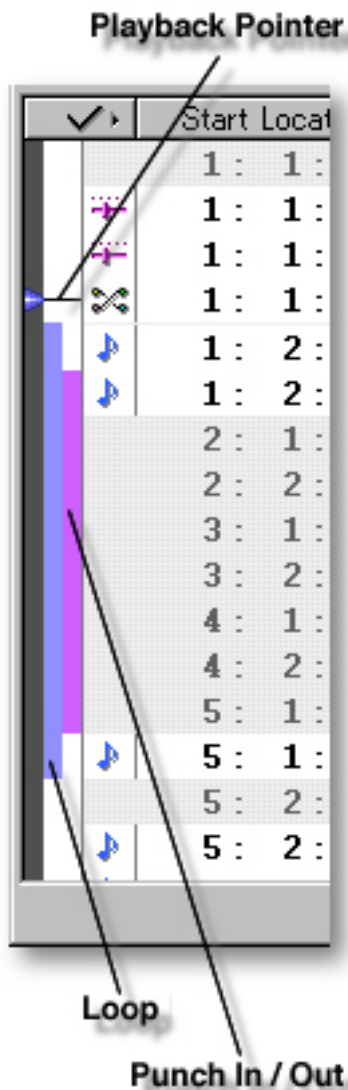 Playback Pointer
Start Locat
1 : 1 :
1 : 1 :
1 : 1 :
1 : 1 :
1 : 2 :
1 : 2 :
2 : 1 :
2 : 2 :
3 : 1 :
3 : 2 :
4 : 1 :
4 : 2 :
5 : 1 :
5 : 1 :
5 : 2 :
5 : 2 :
Loop
Punch In / Out